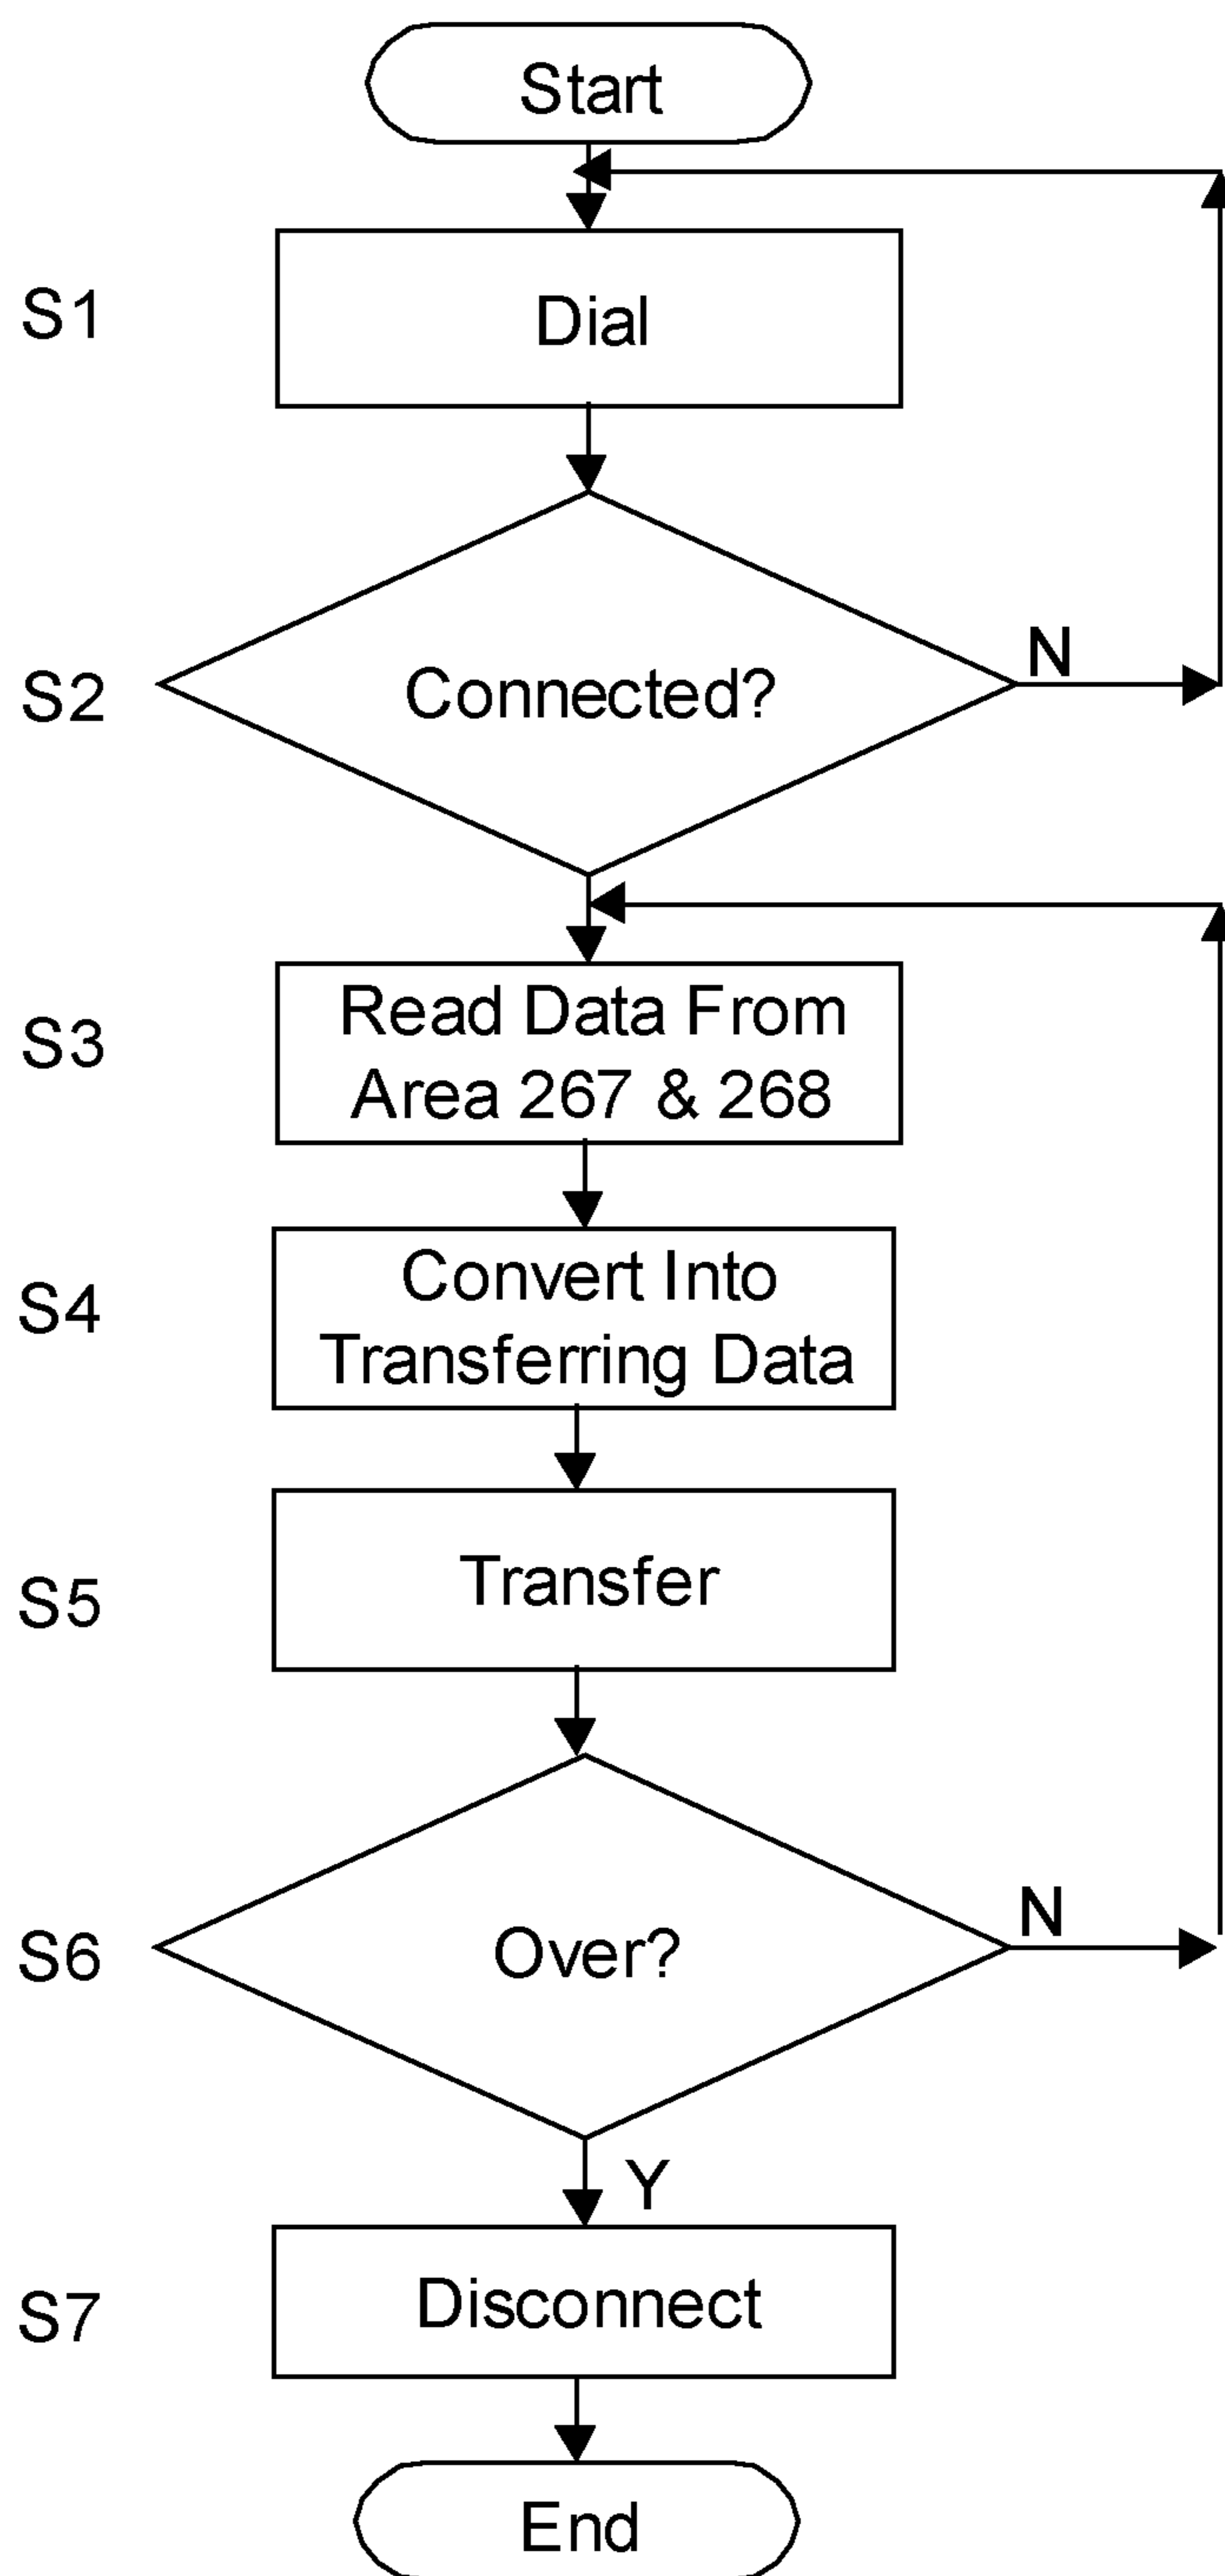 Start
S1
Dial
S2
Connected?
N
S3
Read Data From
Area 267 & 268
S4
Convert Into
Transferring Data
S5
Transfer
S6
Over?
N
Y
S7
Disconnect
End